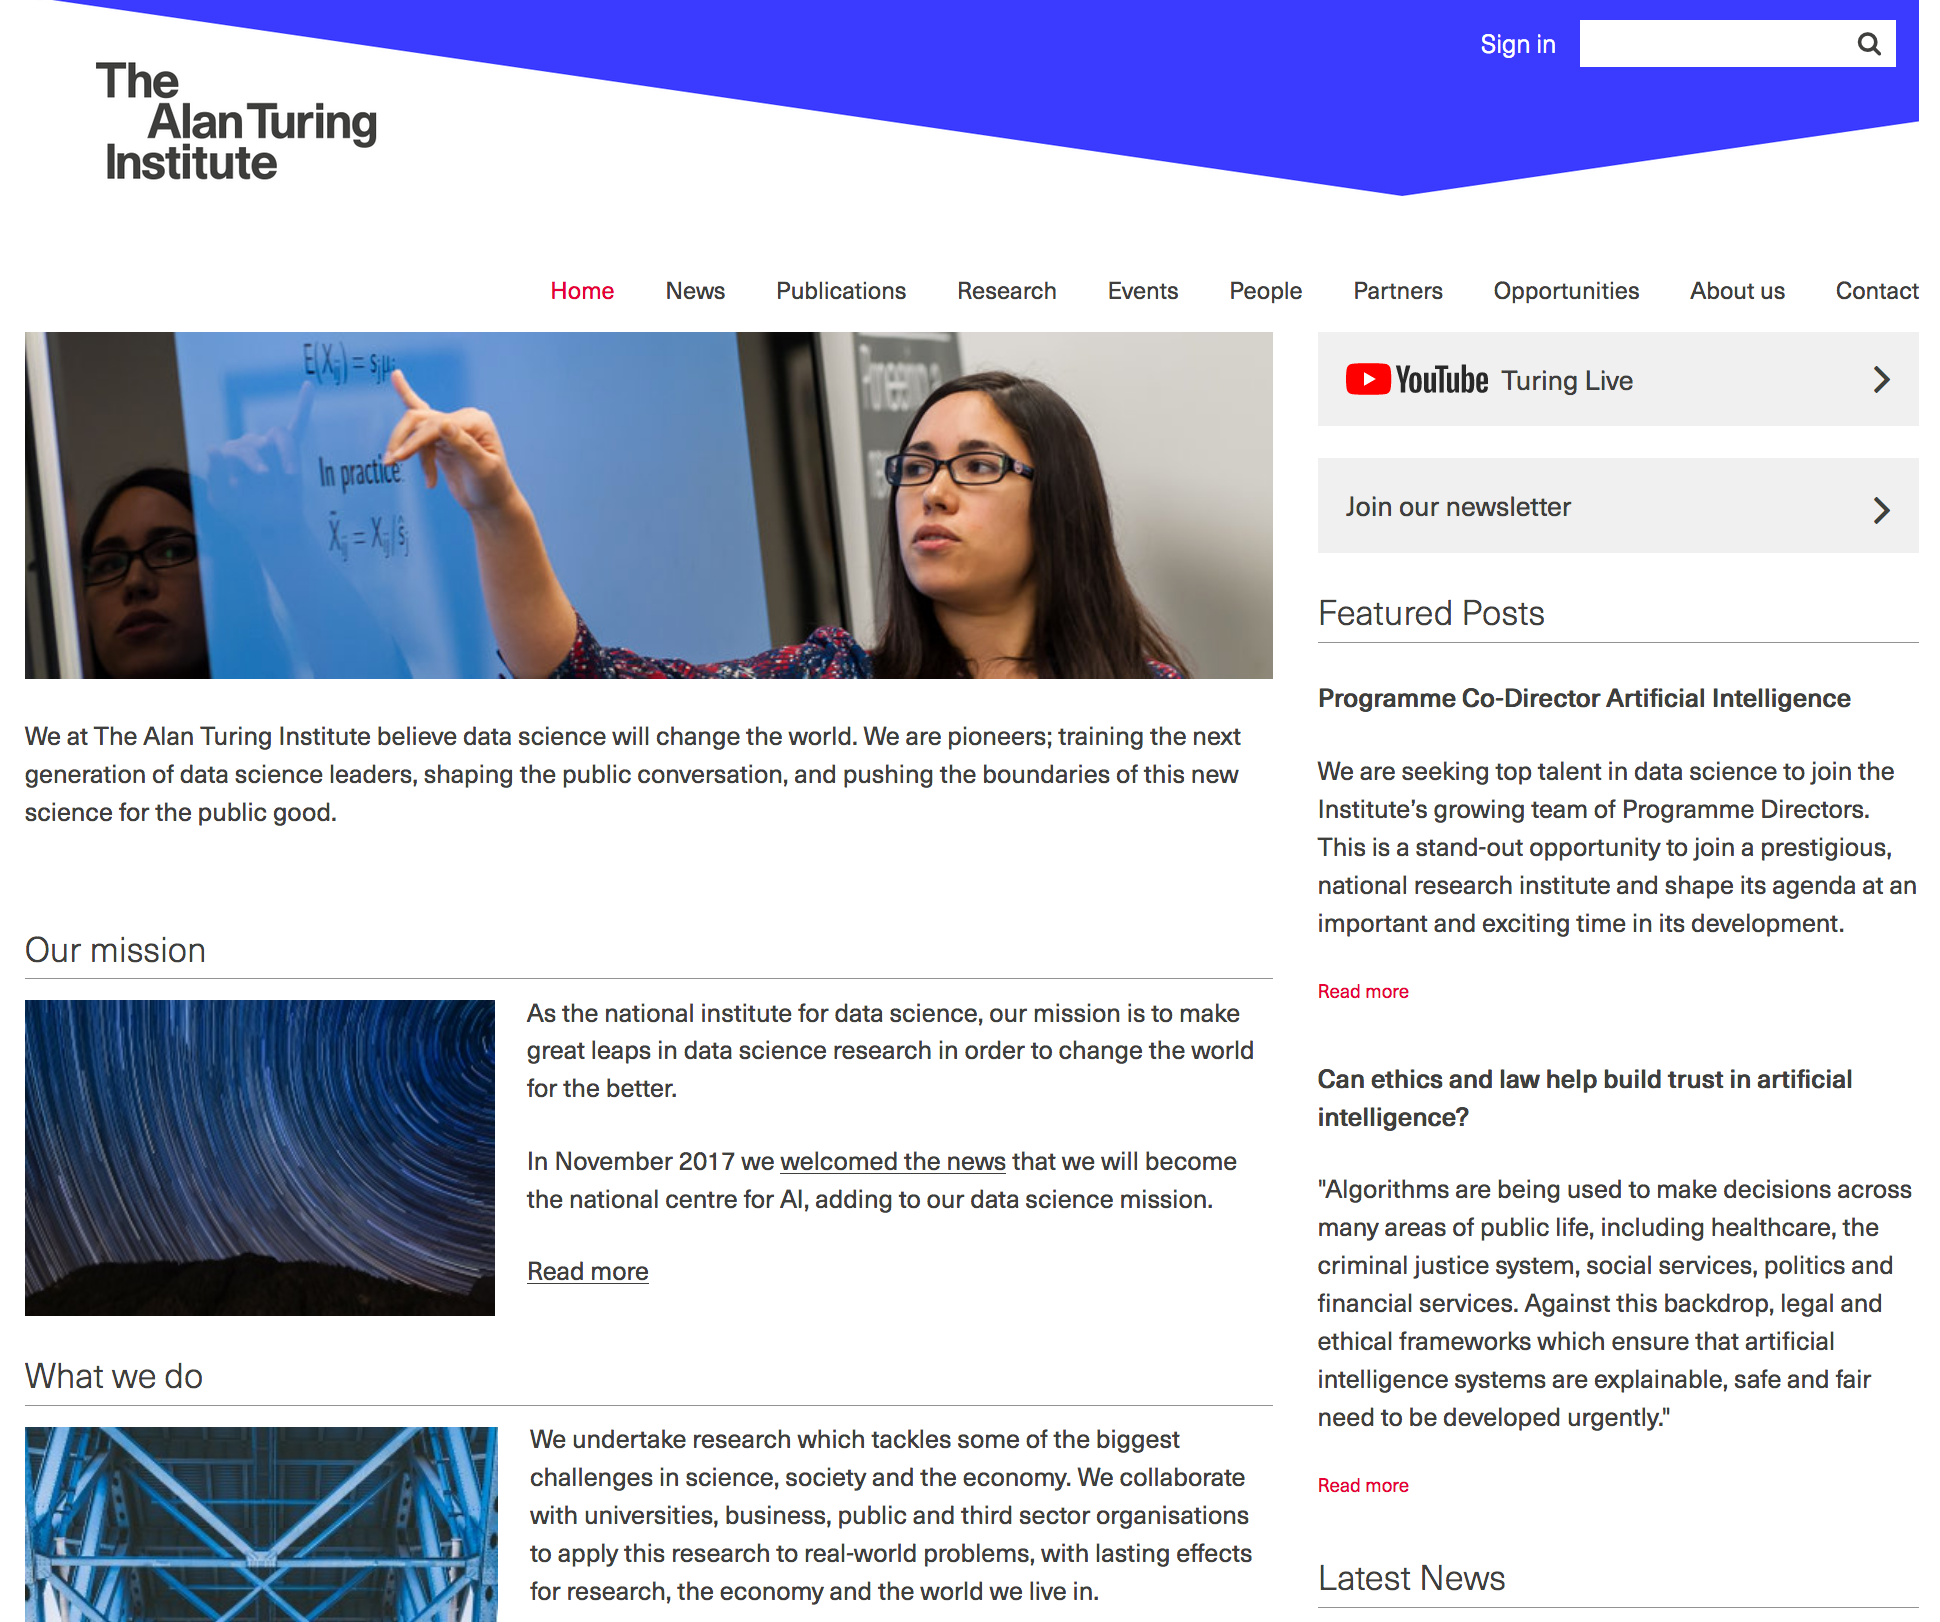 Sign in
The
Alan Turing
Institute
Home News Publications Research Events People Partners Opportunities About us Contact
E(X_ij) = s_jμ_i
In practice:
X̃_ij = X_ij/ŝ_j
YouTube Turing Live
Join our newsletter
We at The Alan Turing Institute believe data science will change the world. We are pioneers; training the next
generation of data science leaders, shaping the public conversation, and pushing the boundaries of this new
science for the public good.
Our mission
As the national institute for data science, our mission is to make
great leaps in data science research in order to change the world
for the better.
In November 2017 we welcomed the news that we will become
the national centre for AI, adding to our data science mission.
Read more
What we do
We undertake research which tackles some of the biggest
challenges in science, society and the economy. We collaborate
with universities, business, public and third sector organisations
to apply this research to real-world problems, with lasting effects
for research, the economy and the world we live in.
Featured Posts
Programme Co-Director Artificial Intelligence
We are seeking top talent in data science to join the
Institute’s growing team of Programme Directors.
This is a stand-out opportunity to join a prestigious,
national research institute and shape its agenda at an
important and exciting time in its development.
Read more
Can ethics and law help build trust in artificial
intelligence?
"Algorithms are being used to make decisions across
many areas of public life, including healthcare, the
criminal justice system, social services, politics and
financial services. Against this backdrop, legal and
ethical frameworks which ensure that artificial
intelligence systems are explainable, safe and fair
need to be developed urgently."
Read more
Latest News